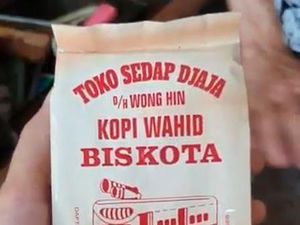 TOKO SEDAP DJAJA
D/H WONG HIN
KOPI WAHID
BISKOTA